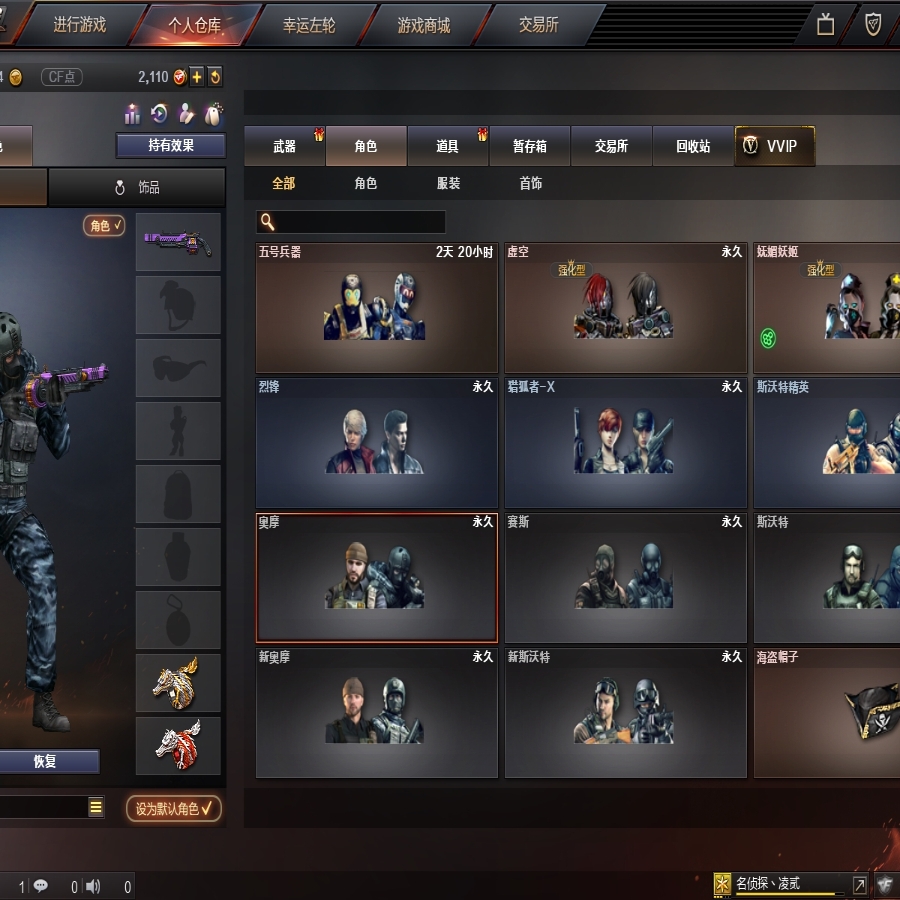 进行游戏 个人仓库 幸运左轮 游戏商城 交易所
4 CF点 2,110
持有效果
武器 角色 道具 暂存箱 交易所 回收站 VVIP
饰品
全部 角色 服装 首饰
角色
五号兵器 2天 20小时
虚空 永久
强化型
妩媚妖姬
强化型
烈锋 永久
猎狐者-X 永久
斯沃特精英
奥摩 永久
赛斯 永久
斯沃特
新奥摩 永久
新斯沃特 永久
海盗帽子
恢复
设为默认角色
1 0 0
名侦探、凌贰